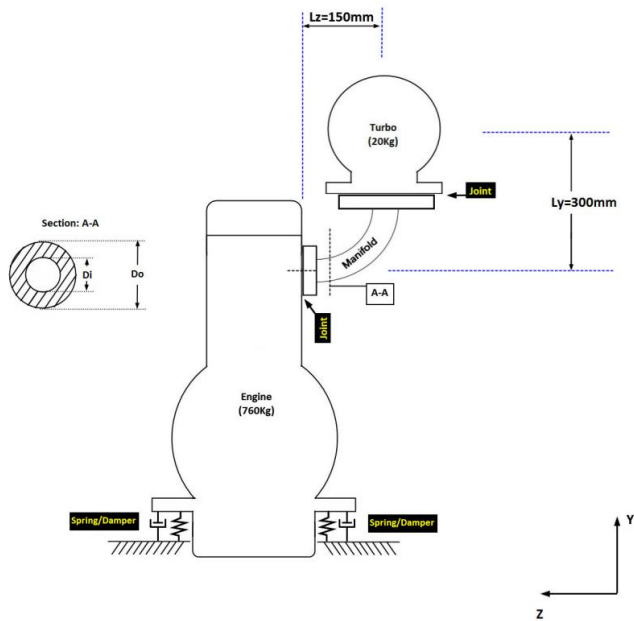 Lz=150mm
Turbo
(20Kg)
Joint
Ly=300mm
Section: A-A
Di
Do
Manifold
A-A
Joint
Engine
(760Kg)
Spring/Damper
Spring/Damper
Y
Z